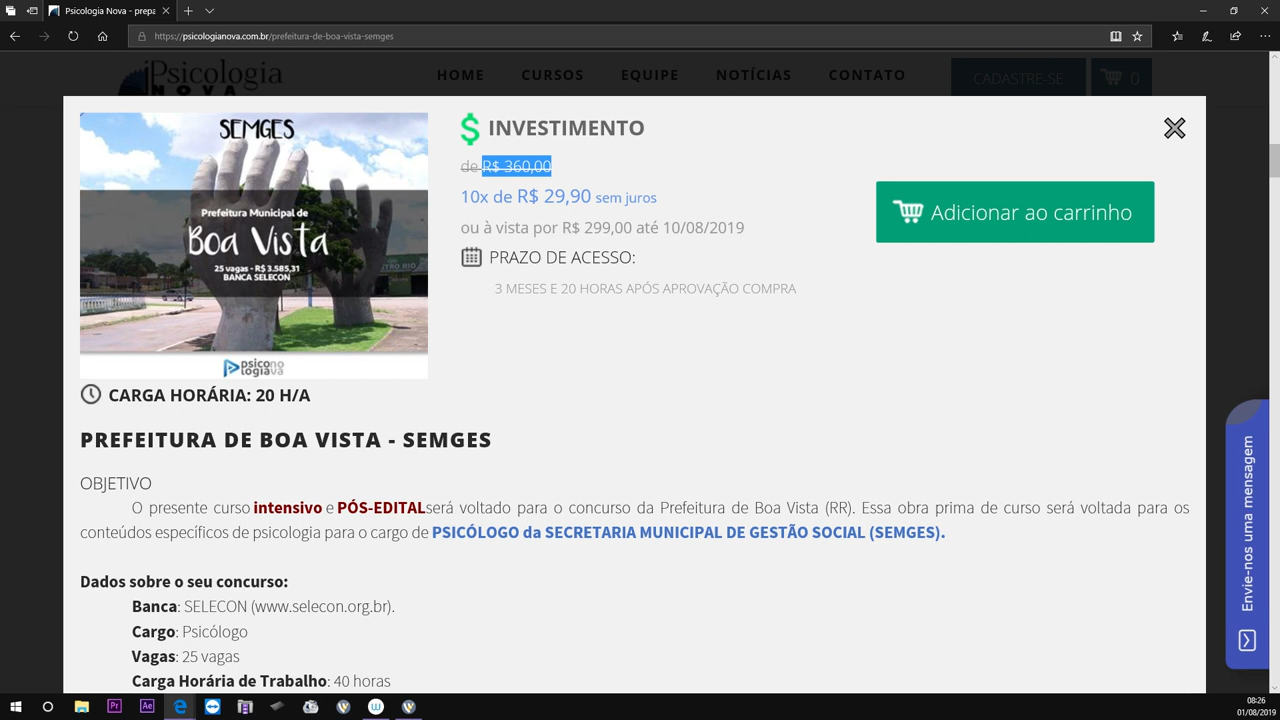 Psicologia Nova - prepa
https://psicologianova.com.br/prefeitura-de-boa-vista-semges
Psicologia
NOVA
HOME CURSOS EQUIPE NOTÍCIAS CONTATO
CADASTRE-SE
0
SEMGES
Prefeitura Municipal de
Boa Vista
25 vagas - R$ 3.585,31
BANCA SELECON
psiconologiava
$ INVESTIMENTO
de R$ 360,00
10x de R$ 29,90 sem juros
ou à vista por R$ 299,00 até 10/08/2019
PRAZO DE ACESSO:
3 MESES E 20 HORAS APÓS APROVAÇÃO COMPRA
Adicionar ao carrinho
CARGA HORÁRIA: 20 H/A
PREFEITURA DE BOA VISTA - SEMGES
OBJETIVO
O presente curso intensivo e PÓS-EDITALserá voltado para o concurso da Prefeitura de Boa Vista (RR). Essa obra prima de curso será voltada para os
conteúdos específicos de psicologia para o cargo de PSICÓLOGO da SECRETARIA MUNICIPAL DE GESTÃO SOCIAL (SEMGES).
Dados sobre o seu concurso:
Banca: SELECON (www.selecon.org.br).
Cargo: Psicólogo
Vagas: 25 vagas
Carga Horária de Trabalho: 40 horas
Envie-nos uma mensagem
Pr
Ae
08:26
01/08/2019